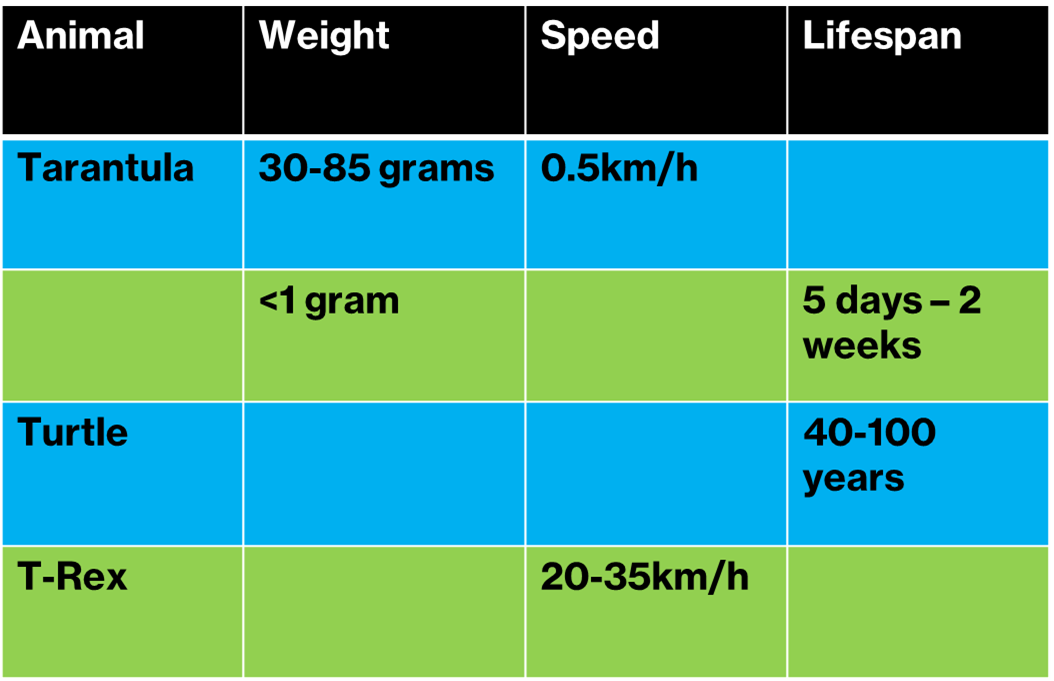 Animal Weight Speed Lifespan
Tarantula 30-85 grams 0.5km/h
<1 gram 5 days – 2
weeks
Turtle 40-100
years
T-Rex 20-35km/h